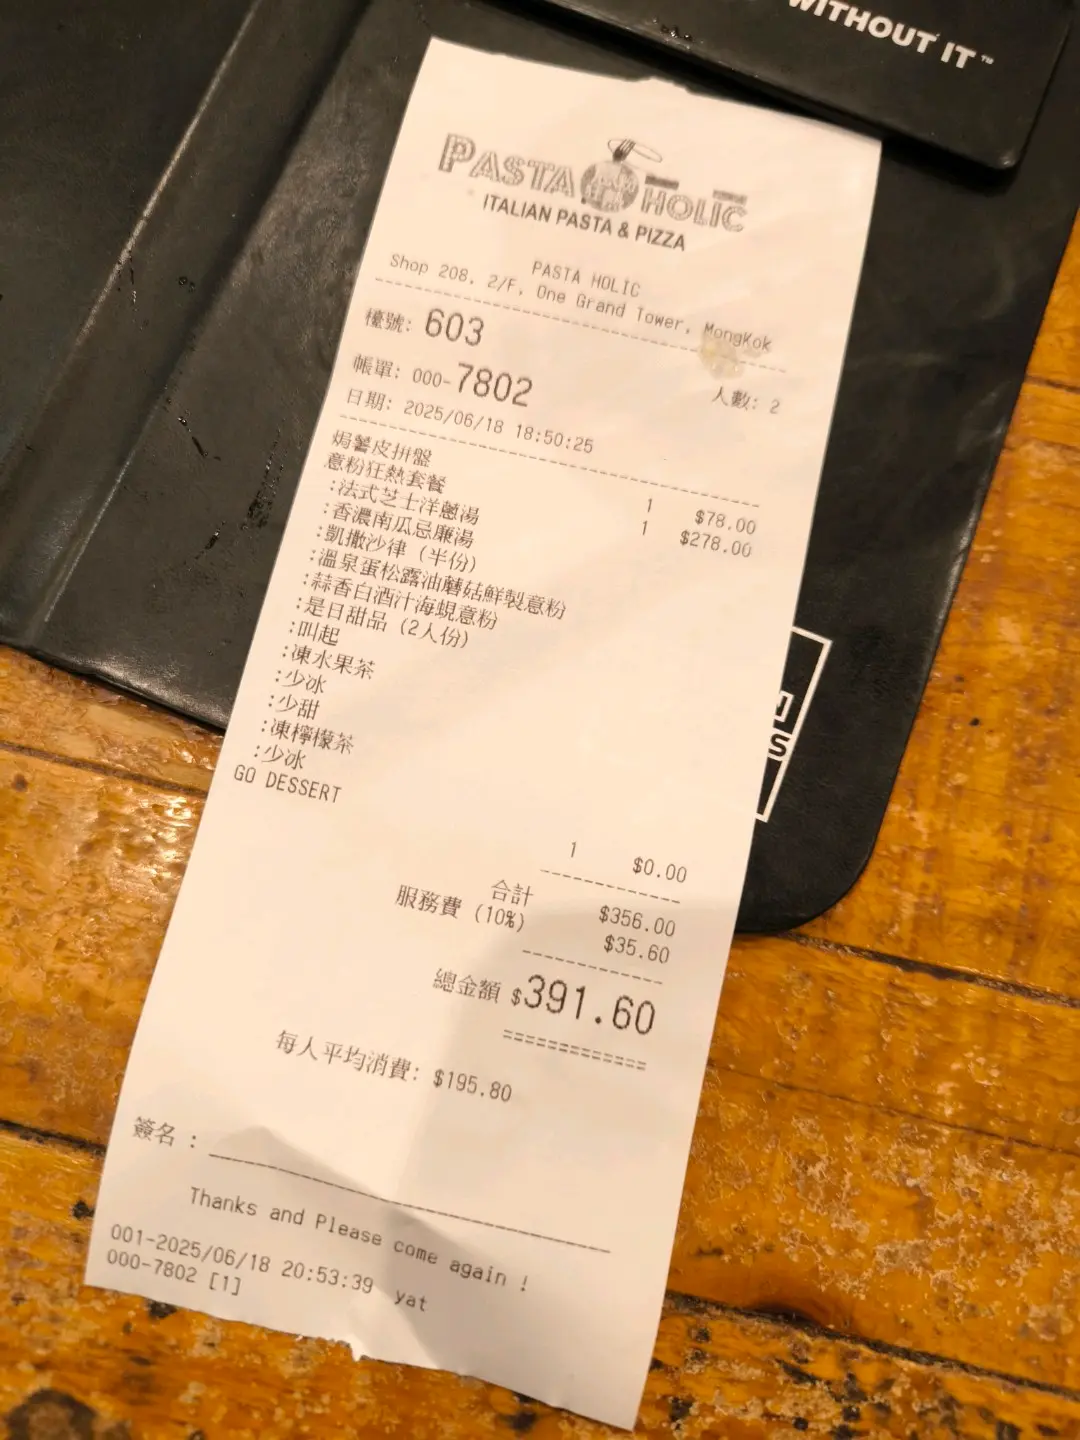 WITHOUT IT™
PASTA HOLIC
ITALIAN PASTA & PIZZA
PASTA HOLIC
Shop 208, 2/F, One Grand Tower, MongKok
檯號: 603
帳單: 000-7802 人數: 2
日期: 2025/06/18 18:50:25
焗薯皮拼盤 1 $78.00
意粉狂熱套餐 1 $278.00
:法式芝士洋蔥湯
:香濃南瓜忌廉湯
:凱撒沙律 (半份)
:溫泉蛋松露油蘑菇鮮製意粉
:蒜香白酒汁海蜆意粉
:是日甜品 (2人份)
:叫起
:凍水果茶
:少冰
:少甜
:凍檸檬茶
:少冰
GO DESSERT 1 $0.00
合計 $356.00
服務費 (10%) $35.60
總金額 $391.60
每人平均消費: $195.80
簽名 :
Thanks and Please come again !
001-2025/06/18 20:53:39 yat
000-7802 [1]